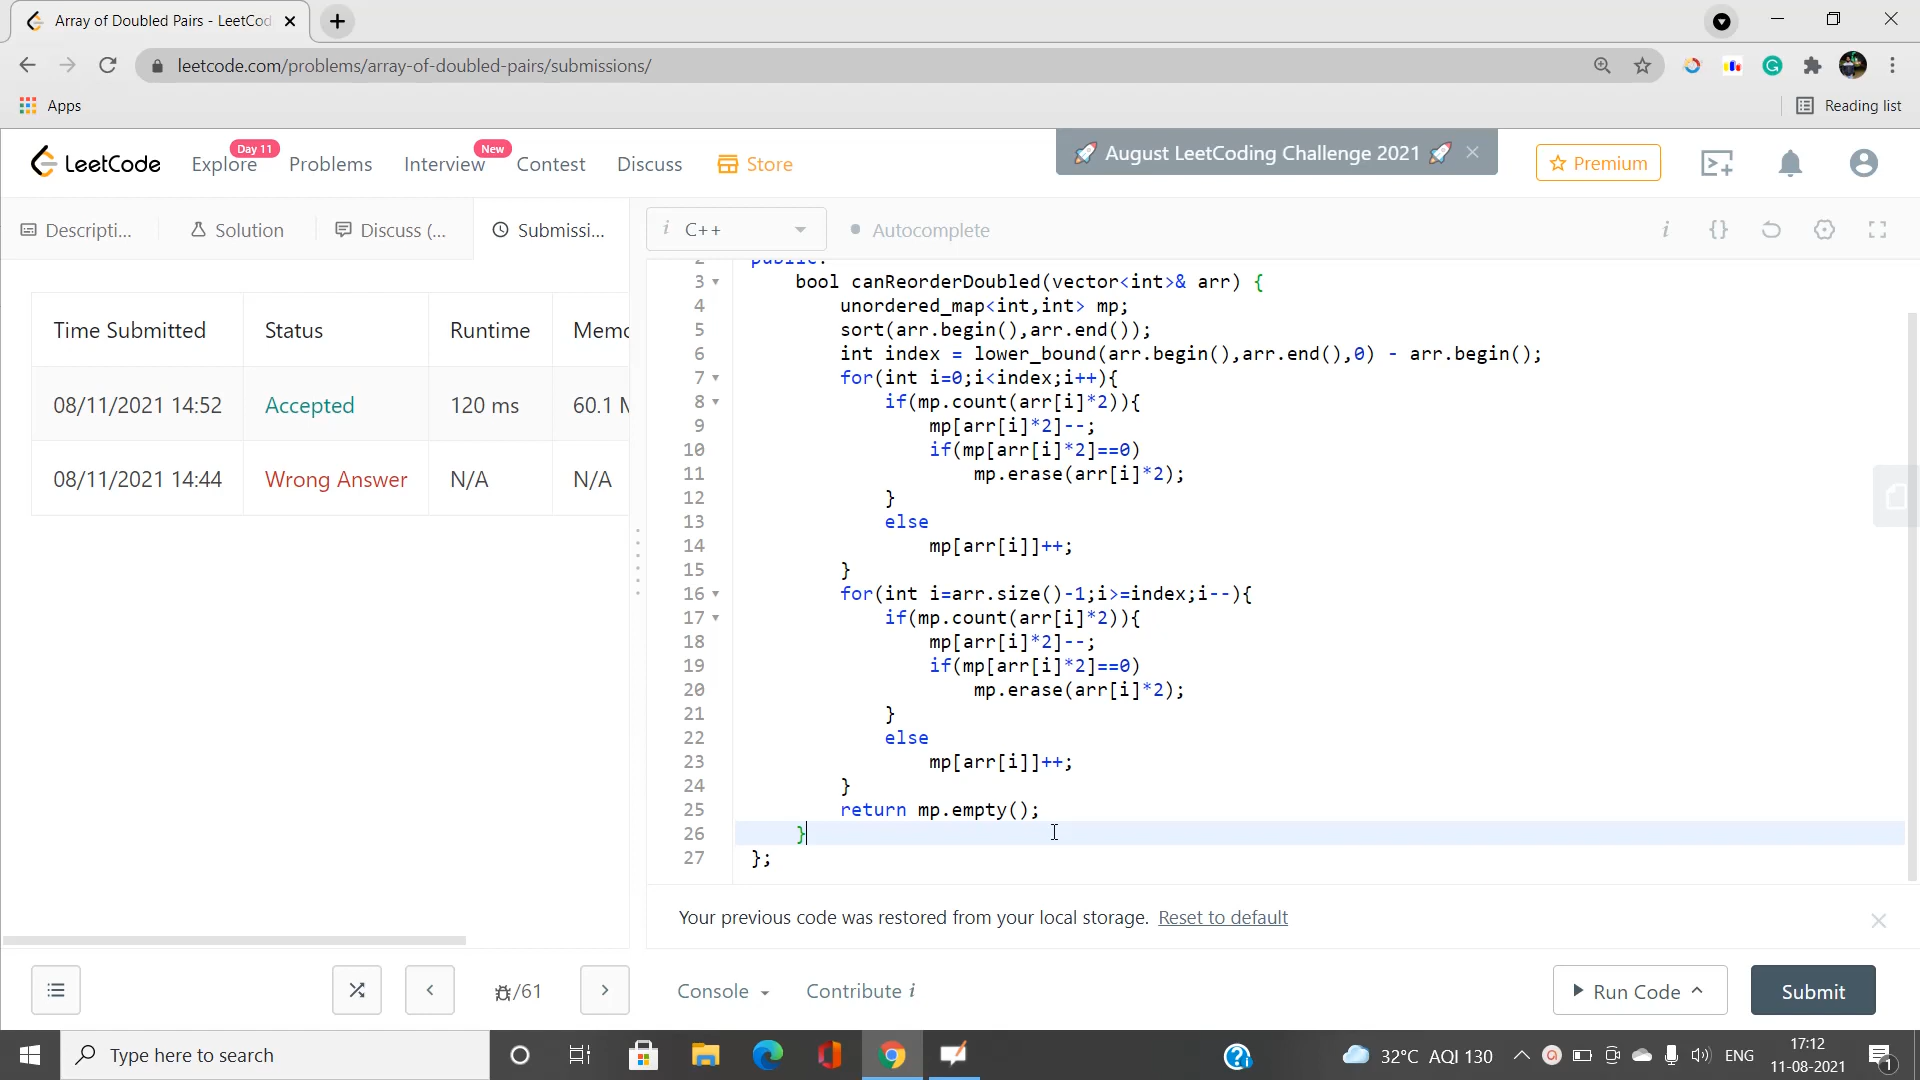 Array of Doubled Pairs - LeetCod
leetcode.com/problems/array-of-doubled-pairs/submissions/
Apps
Reading list
LeetCode
Explore
Day 11
Problems
Interview
New
Contest
Discuss
Store
August LeetCoding Challenge 2021
Premium
Descripti...
Solution
Discuss (...
Submissi...
i C++
Autocomplete
Time Submitted Status Runtime Memo
08/11/2021 14:52 Accepted 120 ms 60.1 M
08/11/2021 14:44 Wrong Answer N/A N/A
2 public:
3 bool canReorderDoubled(vector<int>& arr) {
4 unordered_map<int,int> mp;
5 sort(arr.begin(),arr.end());
6 int index = lower_bound(arr.begin(),arr.end(),0) - arr.begin();
7 for(int i=0;i<index;i++){
8 if(mp.count(arr[i]*2)){
9 mp[arr[i]*2]--;
10 if(mp[arr[i]*2]==0)
11 mp.erase(arr[i]*2);
12 }
13 else
14 mp[arr[i]]++;
15 }
16 for(int i=arr.size()-1;i>=index;i--){
17 if(mp.count(arr[i]*2)){
18 mp[arr[i]*2]--;
19 if(mp[arr[i]*2]==0)
20 mp.erase(arr[i]*2);
21 }
22 else
23 mp[arr[i]]++;
24 }
25 return mp.empty();
26 }
27 };
Your previous code was restored from your local storage. Reset to default
/61
Console
Contribute i
Run Code
Submit
Type here to search
32°C AQI 130
ENG
17:12
11-08-2021
1